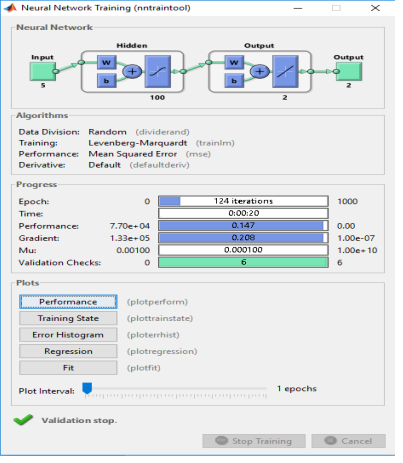 Neural Network Training (nntraintool)
Neural Network
Hidden Output
Input W b + W b + Output
5 100 2 2
Algorithms
Data Division: Random (dividerand)
Training: Levenberg-Marquardt (trainlm)
Performance: Mean Squared Error (mse)
Derivative: Default (defaultderiv)
Progress
Epoch: 0 124 iterations 1000
Time: 0:00:20
Performance: 7.70e+04 0.147 0.00
Gradient: 1.33e+05 0.208 1.00e-07
Mu: 0.00100 0.000100 1.00e+10
Validation Checks: 0 6 6
Plots
Performance (plotperform)
Training State (plottrainstate)
Error Histogram (ploterrhist)
Regression (plotregression)
Fit (plotfit)
Plot Interval: 1 epochs
Validation stop.
Stop Training Cancel